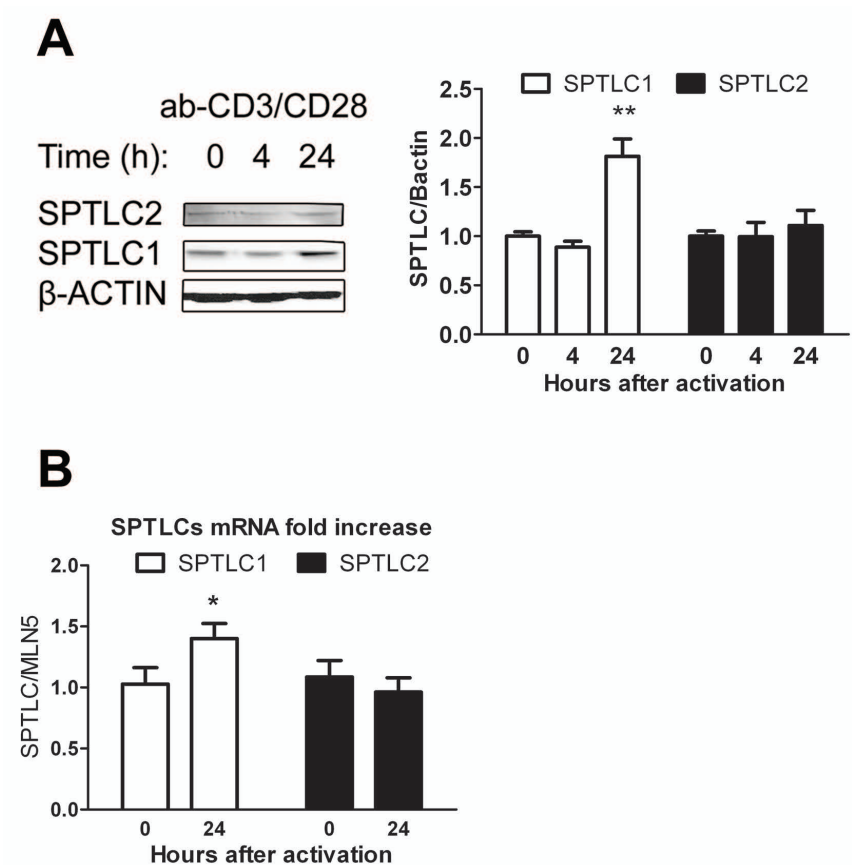 A
ab-CD3/CD28
Time (h): 0 4 24
SPTLC2
SPTLC1
β-ACTIN
SPTLC1 SPTLC2
**
SPTLC/Bactin
2.5
2.0
1.5
1.0
0.5
0.0
0 4 24 0 4 24
Hours after activation
B
SPTLCs mRNA fold increase
SPTLC1 SPTLC2
*
SPTLC/MLN5
2.0
1.5
1.0
0.5
0.0
0 24 0 24
Hours after activation